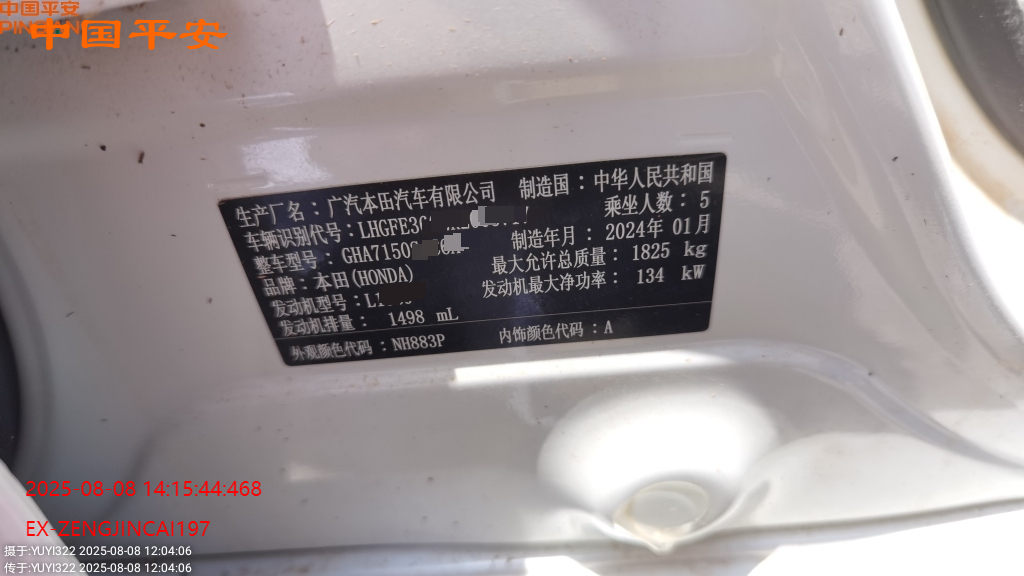 中国平安
PINGAN
中国平安
生产厂名：广汽本田汽车有限公司 制造国：中华人民共和国
车辆识别代号：LHGFE3 乘坐人数：5
整车型号：GHA7150 制造年月：2024年01月
品牌：本田(HONDA) 最大允许总质量：1825 kg
发动机型号： 发动机最大净功率：134 kW
发动机排量：1498 mL
外观颜色代码：NH883P 内饰颜色代码：A
2025-08-08 14:15:44:468
EX-ZENGJINCAI197
摄于:YUYI322 2025-08-08 12:04:06
传于:YUYI322 2025-08-08 12:04:06